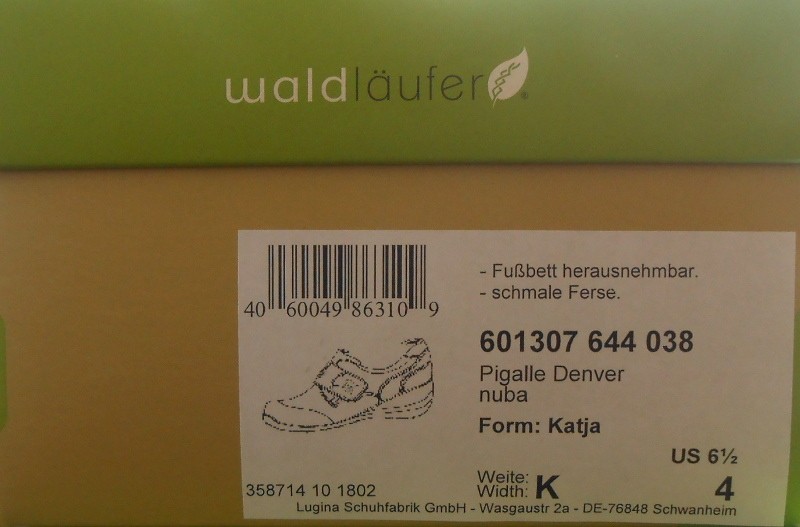 waldläufer®
- Fußbett herausnehmbar.
- schmale Ferse.
40 60049 86310 9
601307 644 038
Pigalle Denver
nuba
Form: Katja
US 6½
Weite:
Width: K
4
358714 10 1802
Lugina Schuhfabrik GmbH - Wasgaustr 2a - DE-76848 Schwanheim